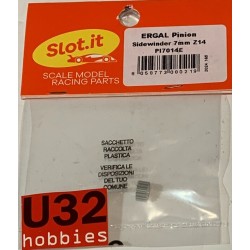 Slot.it
SCALE MODEL
RACING PARTS
ERGAL Pinion
Sidewinder 7mm Z14
PI7014E
SACCHETTO
RACCOLTA
PLASTICA
VERIFICA LE
DISPOSIZIONI
DEL TUO
COMUNE
U32
hobbies